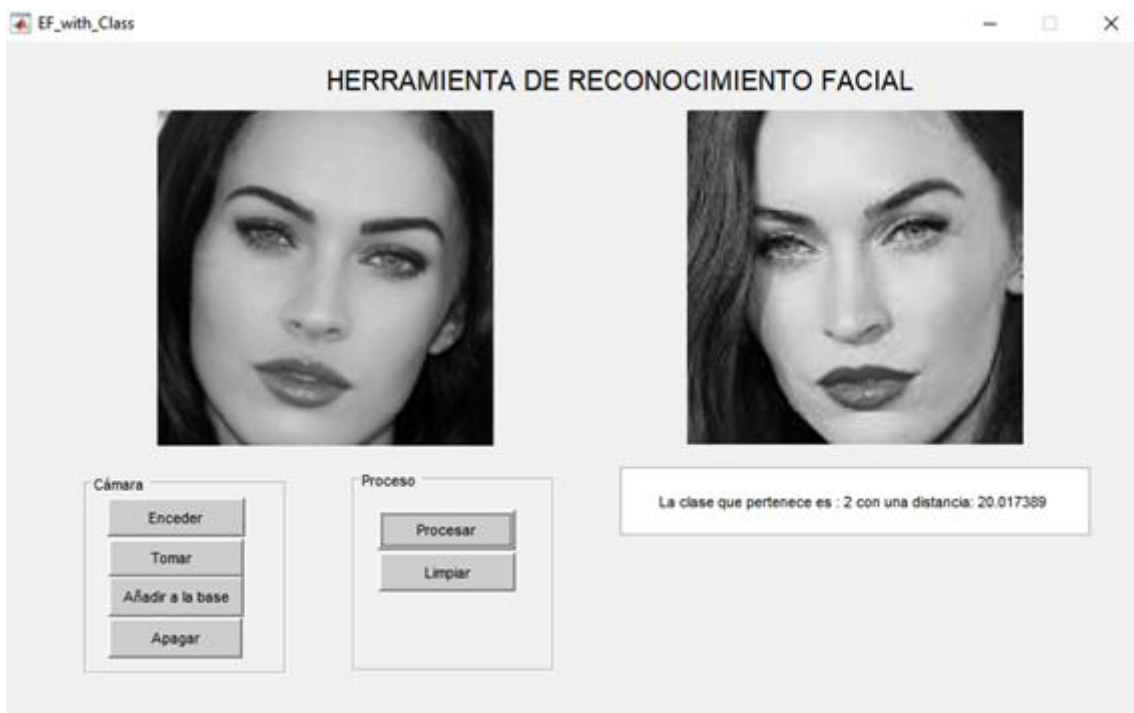 EF_with_Class
HERRAMIENTA DE RECONOCIMIENTO FACIAL
Cámara
Enceder
Tomar
Añadir a la base
Apagar
Proceso
Procesar
Limpiar
La clase que pertenece es : 2 con una distancia: 20.017389